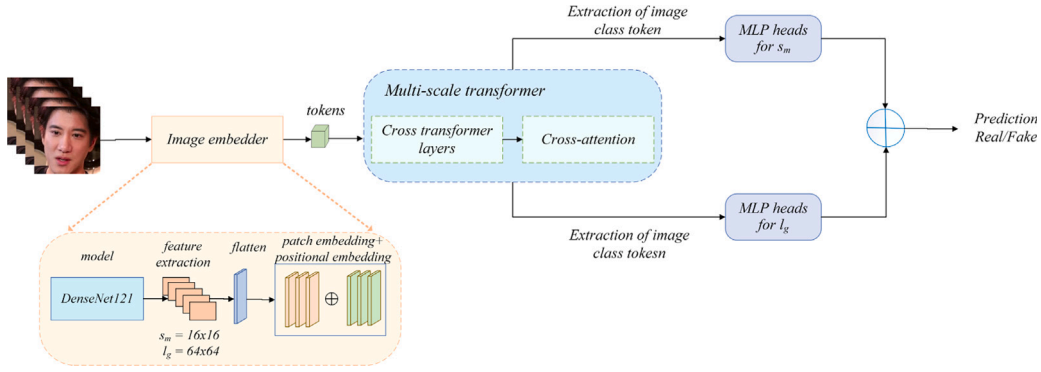 Extraction of image
class token
MLP heads
for s_m
Multi-scale transformer
tokens
Image embedder
Cross transformer
layers
Cross-attention
Prediction
Real/Fake
MLP heads
for l_g
Extraction of image
class tokesn
model
feature
extraction
flatten
patch embedding+
positional embedding
DenseNet121
s_m = 16x16
l_g = 64x64